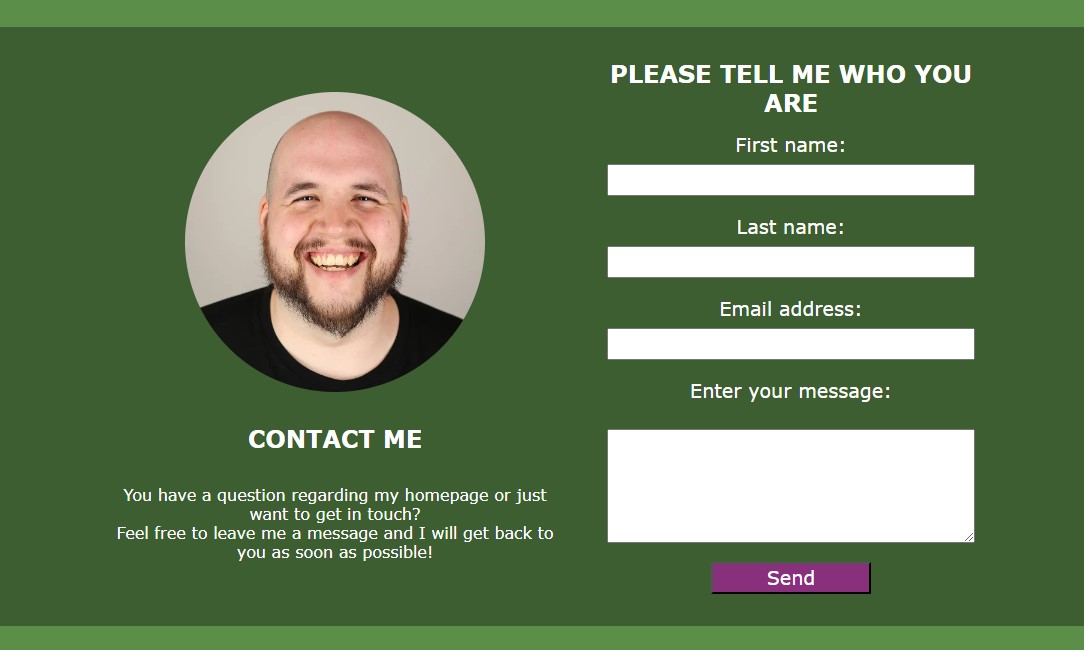 CONTACT ME
You have a question regarding my homepage or just
want to get in touch?
Feel free to leave me a message and I will get back to
you as soon as possible!
PLEASE TELL ME WHO YOU
ARE
First name:
Last name:
Email address:
Enter your message:
Send